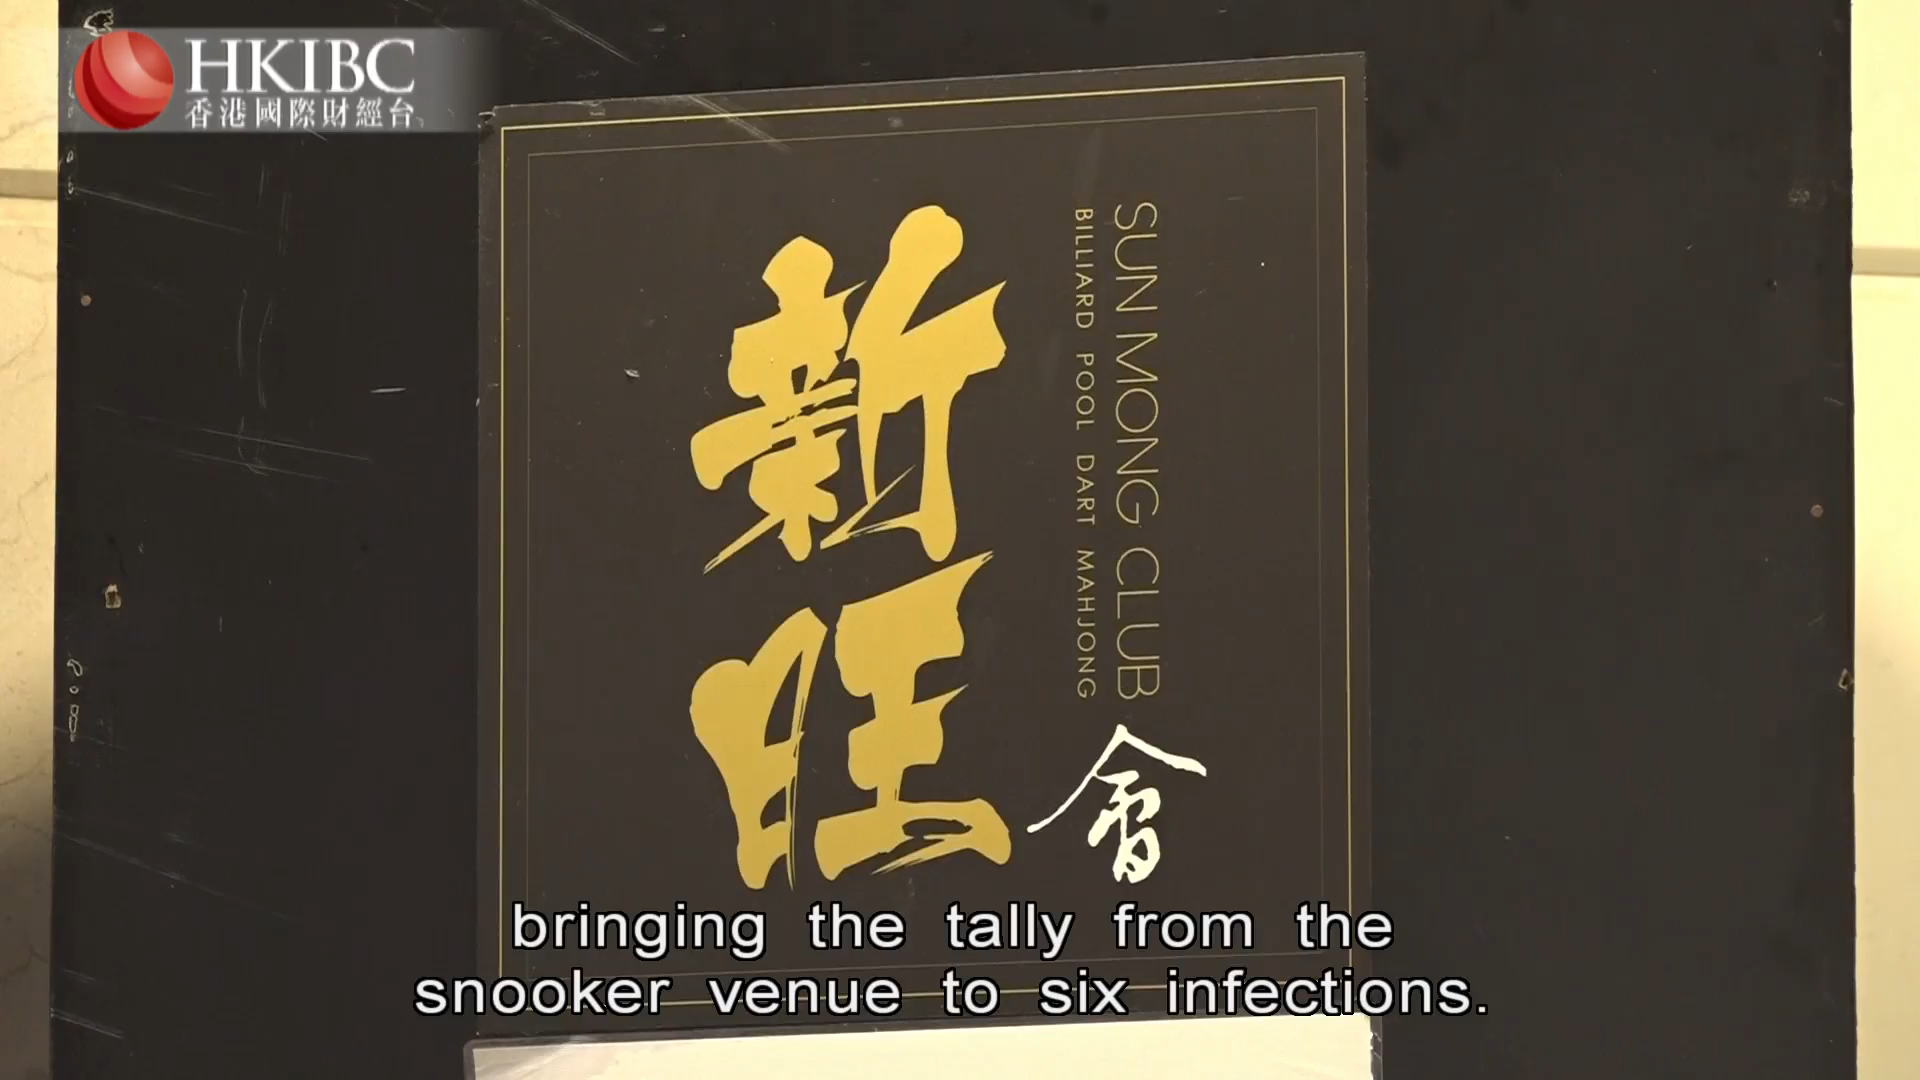 HKIBC
香港國際財經台
新旺
SUN MONG CLUB
BILLIARD POOL DART MAHJONG
會
bringing the tally from the
snooker venue to six infections.